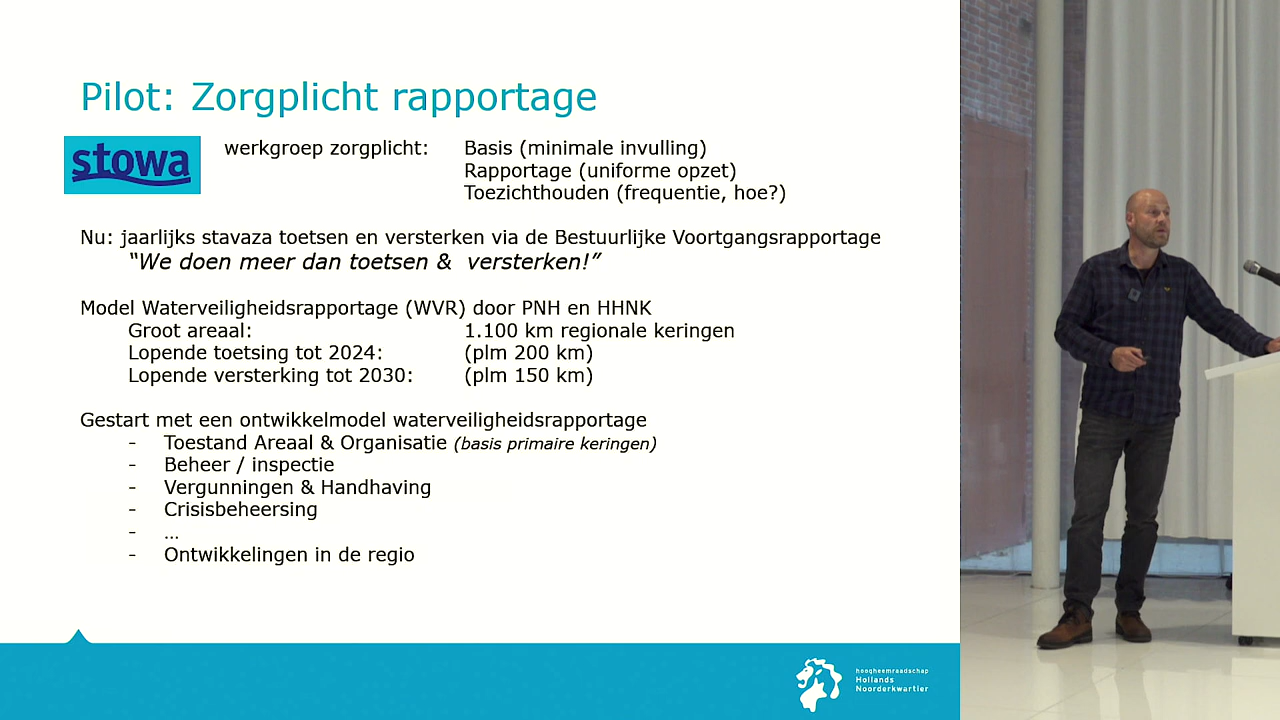 Pilot: Zorgplicht rapportage
stowa
werkgroep zorgplicht: Basis (minimale invulling)
Rapportage (uniforme opzet)
Toezichthouden (frequentie, hoe?)
Nu: jaarlijks stavaza toetsen en versterken via de Bestuurlijke Voortgangsrapportage
“We doen meer dan toetsen & versterken!”
Model Waterveiligheidsrapportage (WVR) door PNH en HHNK
Groot areaal: 1.100 km regionale keringen
Lopende toetsing tot 2024: (plm 200 km)
Lopende versterking tot 2030: (plm 150 km)
Gestart met een ontwikkelmodel waterveiligheidsrapportage
- Toestand Areaal & Organisatie (basis primaire keringen)
- Beheer / inspectie
- Vergunningen & Handhaving
- Crisisbeheersing
- …
- Ontwikkelingen in de regio
hoogheemraadschap
Hollands
Noorderkwartier